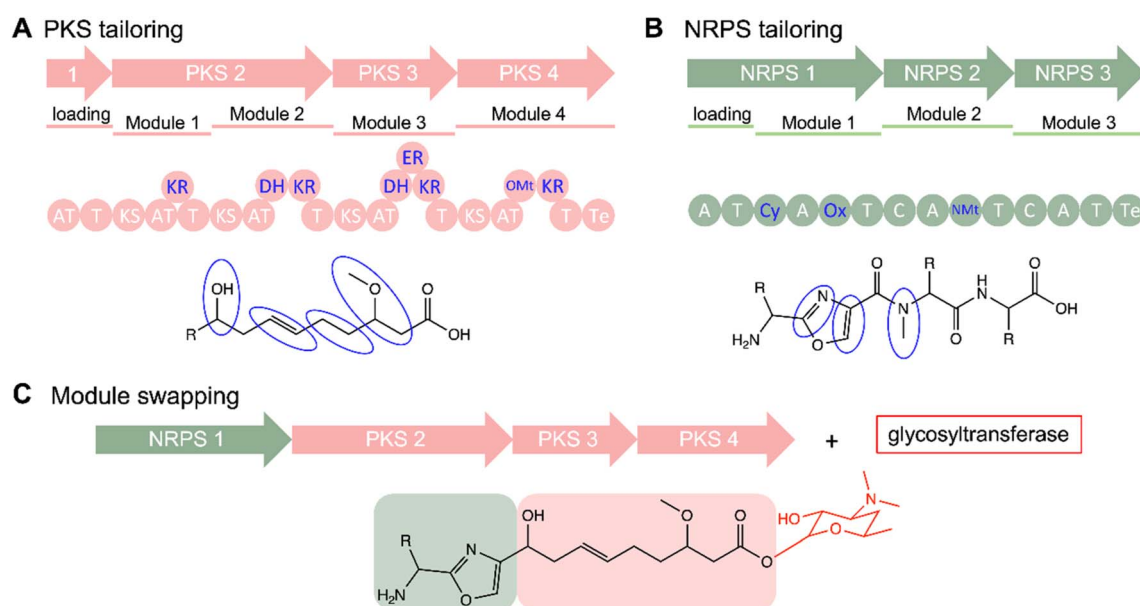 A PKS tailoring
1 PKS 2 PKS 3 PKS 4
loading Module 1 Module 2 Module 3 Module 4
ER
KR DH KR DH KR OMt KR
AT T KS AT T KS AT T KS AT T KS AT T Te
OH O O
R OH
B NRPS tailoring
NRPS 1 NRPS 2 NRPS 3
loading Module 1 Module 2 Module 3
A T Cy A Ox T C A NMt T C A T Te
R N O R H N O
H₂N O N O R OH
C Module swapping
NRPS 1 PKS 2 PKS 3 PKS 4 + glycosyltransferase
R N OH O O HO N
H₂N O O O